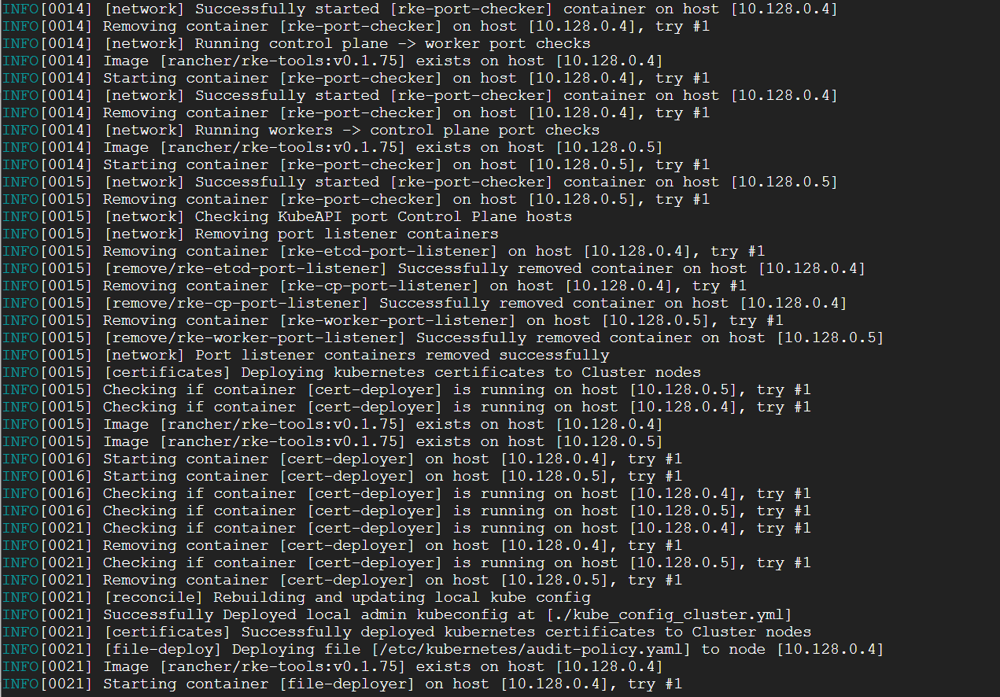 INFO[0014] [network] Successfully started [rke-port-checker] container on host [10.128.0.4]
INFO[0014] Removing container [rke-port-checker] on host [10.128.0.4], try #1
INFO[0014] [network] Running control plane -> worker port checks
INFO[0014] Image [rancher/rke-tools:v0.1.75] exists on host [10.128.0.4]
INFO[0014] Starting container [rke-port-checker] on host [10.128.0.4], try #1
INFO[0014] [network] Successfully started [rke-port-checker] container on host [10.128.0.4]
INFO[0014] Removing container [rke-port-checker] on host [10.128.0.4], try #1
INFO[0014] [network] Running workers -> control plane port checks
INFO[0014] Image [rancher/rke-tools:v0.1.75] exists on host [10.128.0.5]
INFO[0014] Starting container [rke-port-checker] on host [10.128.0.5], try #1
INFO[0015] [network] Successfully started [rke-port-checker] container on host [10.128.0.5]
INFO[0015] Removing container [rke-port-checker] on host [10.128.0.5], try #1
INFO[0015] [network] Checking KubeAPI port Control Plane hosts
INFO[0015] [network] Removing port listener containers
INFO[0015] Removing container [rke-etcd-port-listener] on host [10.128.0.4], try #1
INFO[0015] [remove/rke-etcd-port-listener] Successfully removed container on host [10.128.0.4]
INFO[0015] Removing container [rke-cp-port-listener] on host [10.128.0.4], try #1
INFO[0015] [remove/rke-cp-port-listener] Successfully removed container on host [10.128.0.4]
INFO[0015] Removing container [rke-worker-port-listener] on host [10.128.0.5], try #1
INFO[0015] [remove/rke-worker-port-listener] Successfully removed container on host [10.128.0.5]
INFO[0015] [network] Port listener containers removed successfully
INFO[0015] [certificates] Deploying kubernetes certificates to Cluster nodes
INFO[0015] Checking if container [cert-deployer] is running on host [10.128.0.5], try #1
INFO[0015] Checking if container [cert-deployer] is running on host [10.128.0.4], try #1
INFO[0015] Image [rancher/rke-tools:v0.1.75] exists on host [10.128.0.4]
INFO[0015] Image [rancher/rke-tools:v0.1.75] exists on host [10.128.0.5]
INFO[0016] Starting container [cert-deployer] on host [10.128.0.4], try #1
INFO[0016] Starting container [cert-deployer] on host [10.128.0.5], try #1
INFO[0016] Checking if container [cert-deployer] is running on host [10.128.0.4], try #1
INFO[0016] Checking if container [cert-deployer] is running on host [10.128.0.5], try #1
INFO[0021] Checking if container [cert-deployer] is running on host [10.128.0.4], try #1
INFO[0021] Removing container [cert-deployer] on host [10.128.0.4], try #1
INFO[0021] Checking if container [cert-deployer] is running on host [10.128.0.5], try #1
INFO[0021] Removing container [cert-deployer] on host [10.128.0.5], try #1
INFO[0021] [reconcile] Rebuilding and updating local kube config
INFO[0021] Successfully Deployed local admin kubeconfig at [./kube_config_cluster.yml]
INFO[0021] [certificates] Successfully deployed kubernetes certificates to Cluster nodes
INFO[0021] [file-deploy] Deploying file [/etc/kubernetes/audit-policy.yaml] to node [10.128.0.4]
INFO[0021] Image [rancher/rke-tools:v0.1.75] exists on host [10.128.0.4]
INFO[0021] Starting container [file-deployer] on host [10.128.0.4], try #1